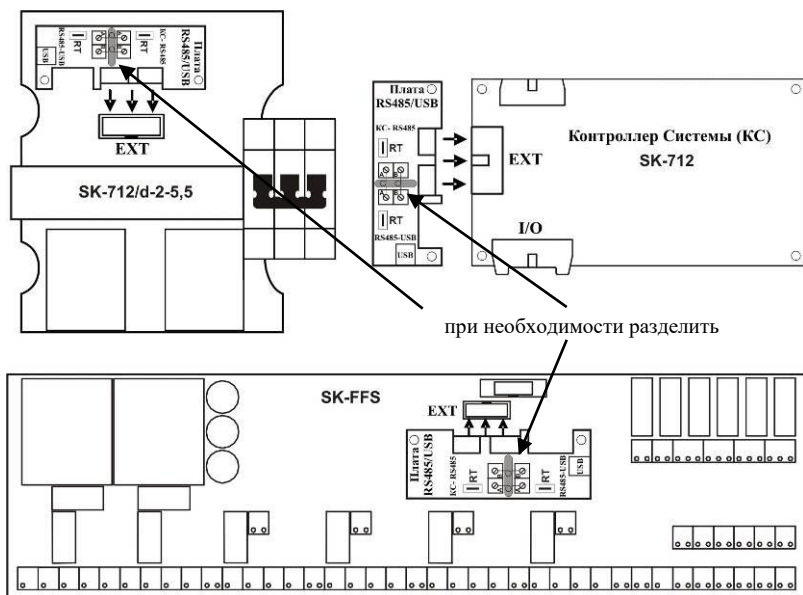 USB
RS485-USB
RT
A
B
A
B
RT
КС- RS485
Плата
RS485/USB
EXT
SK-712/d-2-5,5
Плата
RS485/USB
КС- RS485
RT
A
B
A
B
RT
RS485-USB
USB
EXT
Контроллер Системы (КС)
SK-712
I/O
при необходимости разделить
SK-FFS
EXT
Плата
RS485/USB
КС- RS485
RT
RT
RS485-USB
USB